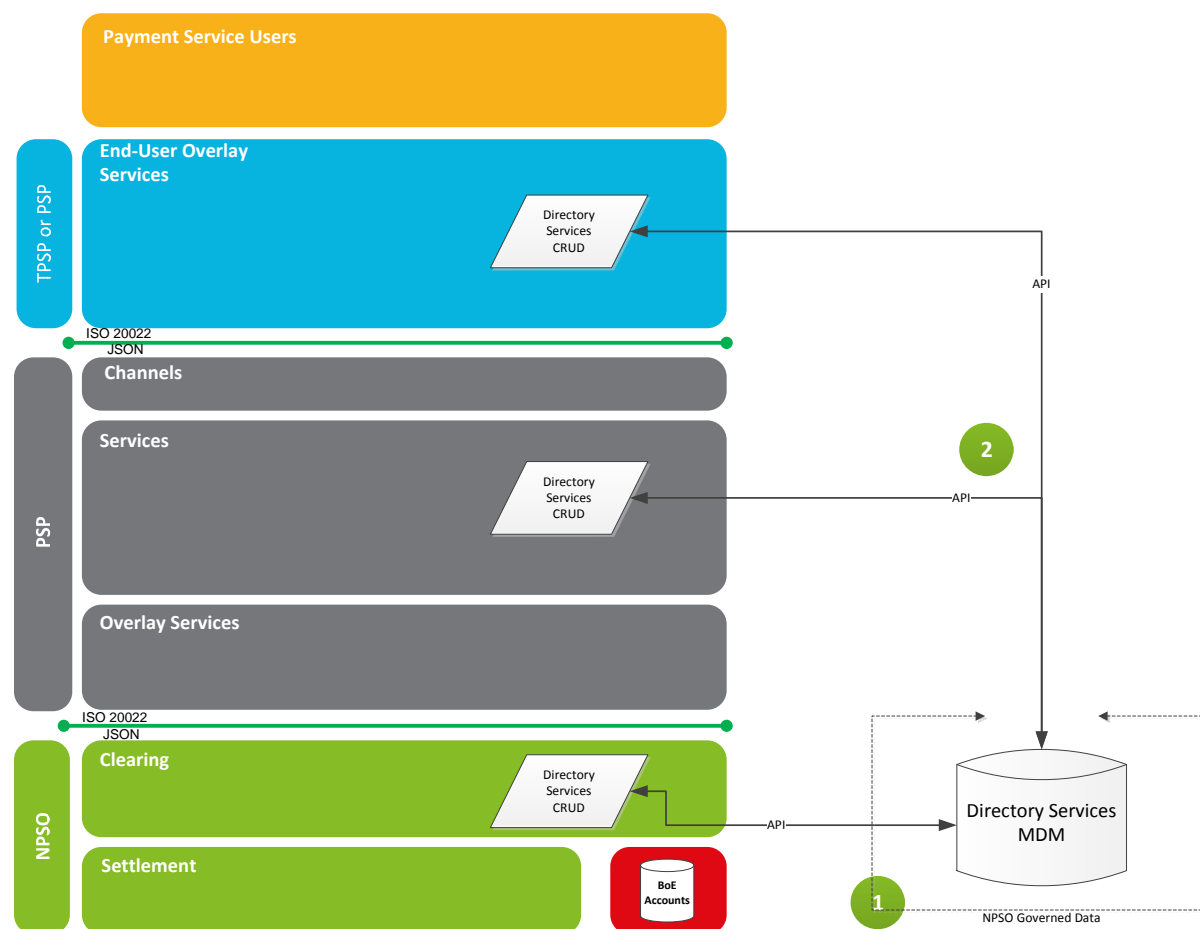 Payment Service Users
TPSP or PSP
End-User Overlay
Services
Directory
Services
CRUD
API
ISO 20022
JSON
PSP
Channels
Services
Directory
Services
CRUD
API
2
Overlay Services
ISO 20022
JSON
NPSO
Clearing
Directory
Services
CRUD
API
Directory Services
MDM
Settlement
BoE
Accounts
1
NPSO Governed Data